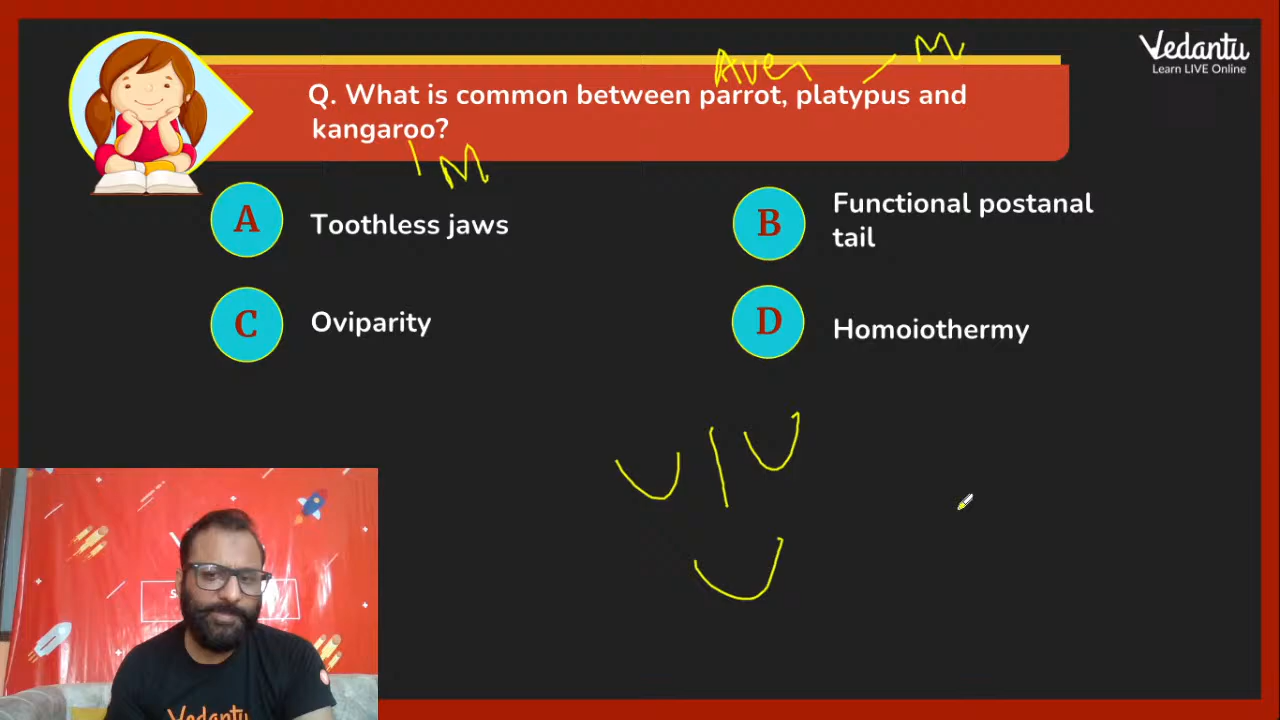 Aves M
Vedantu
Learn LIVE Online
Q. What is common between parrot, platypus and
kangaroo?
M
A Toothless jaws
B Functional postanal
tail
C Oviparity
D Homoiothermy
Vedantu